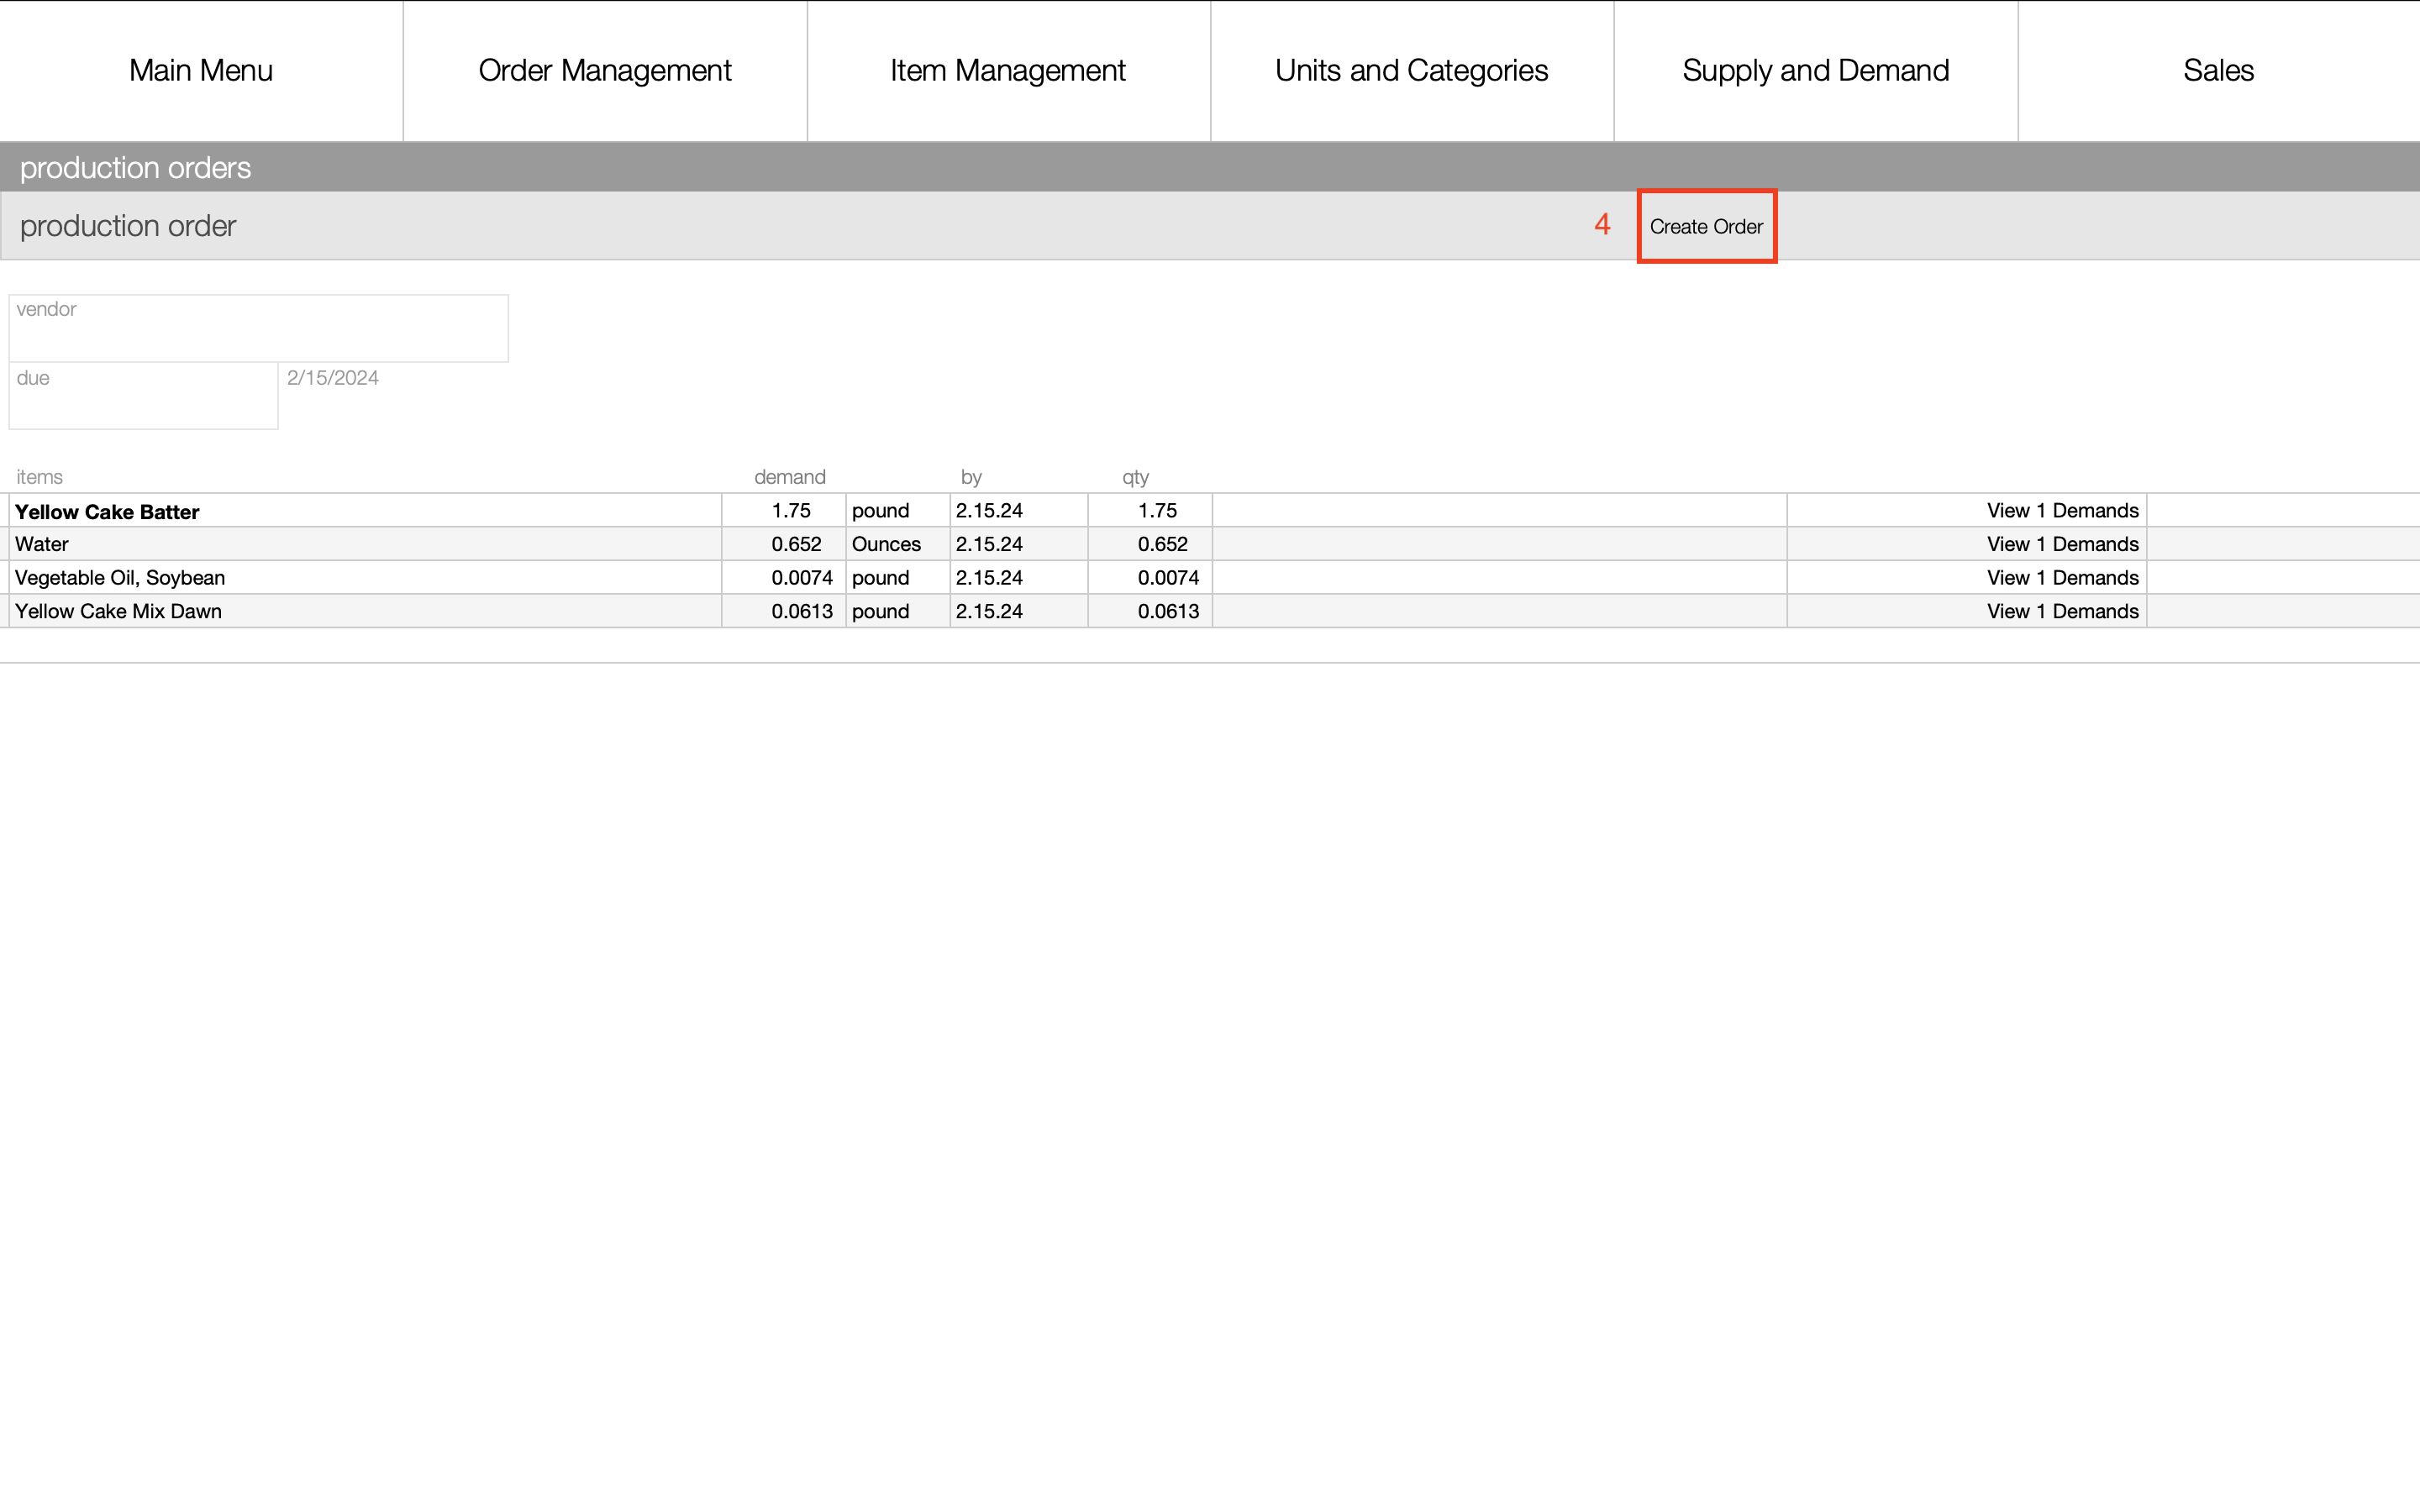 Main Menu Order Management Item Management Units and Categories Supply and Demand Sales
production orders
production order 4 Create Order
vendor
due 2/15/2024
items demand by qty
Yellow Cake Batter 1.75 pound 2.15.24 1.75 View 1 Demands
Water 0.652 Ounces 2.15.24 0.652 View 1 Demands
Vegetable Oil, Soybean 0.0074 pound 2.15.24 0.0074 View 1 Demands
Yellow Cake Mix Dawn 0.0613 pound 2.15.24 0.0613 View 1 Demands